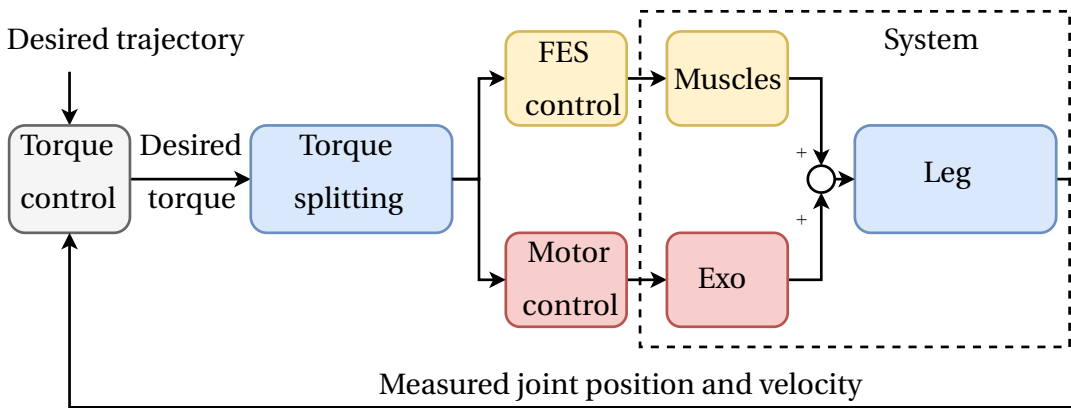 Desired trajectory
Torque
control
Desired
torque
Torque
splitting
FES
control
Motor
control
System
Muscles
Exo
+
+
Leg
Measured joint position and velocity